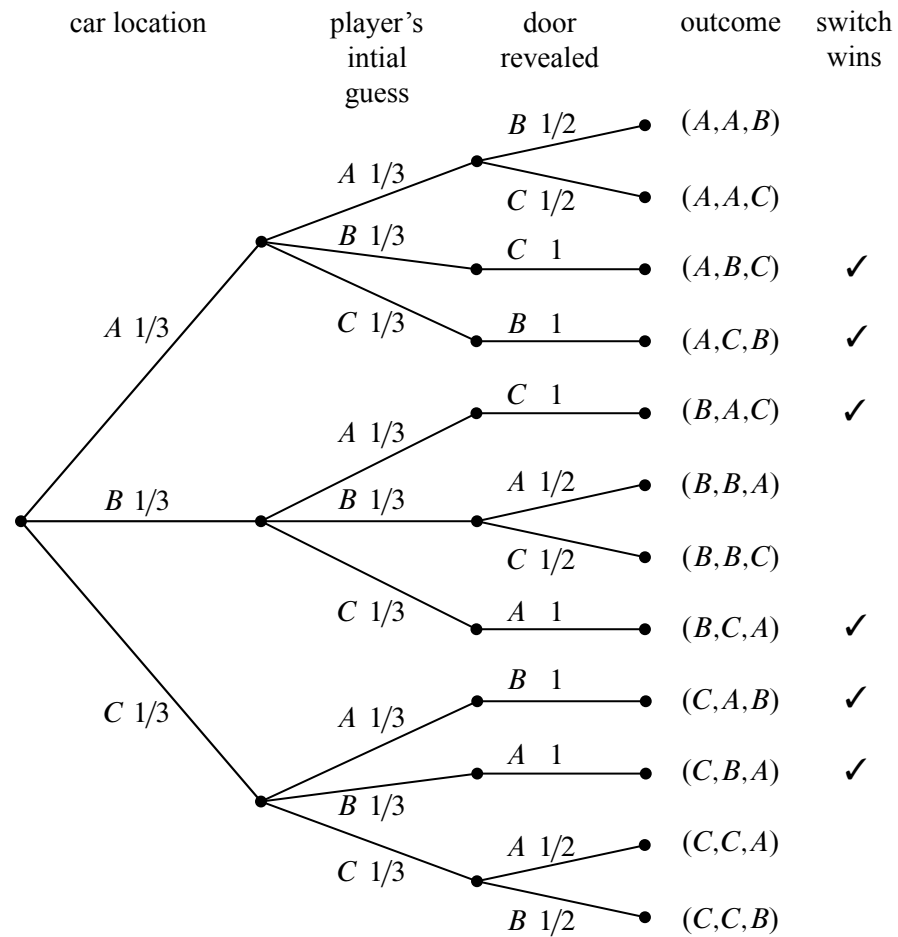 car location
player's
intial
guess
door
revealed
outcome
switch
wins
B 1/2
(A,A,B)
A 1/3
C 1/2
(A,A,C)
B 1/3
C 1
(A,B,C) ✓
A 1/3
C 1/3
B 1
(A,C,B) ✓
C 1
(B,A,C) ✓
A 1/3
A 1/2
(B,B,A)
B 1/3
B 1/3
C 1/2
(B,B,C)
C 1/3
A 1
(B,C,A) ✓
B 1
(C,A,B) ✓
C 1/3
A 1/3
A 1
(C,B,A) ✓
B 1/3
A 1/2
(C,C,A)
C 1/3
B 1/2
(C,C,B)